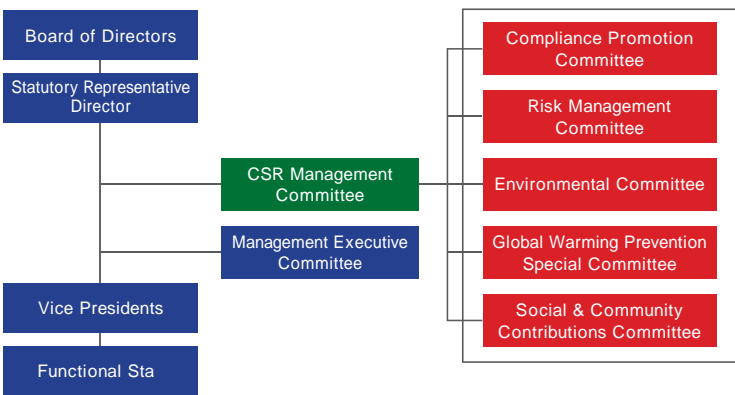 Board of Directors
Statutory Representative
Director
CSR Management
Committee
Management Executive
Committee
Vice Presidents
Functional Sta
Compliance Promotion
Committee
Risk Management
Committee
Environmental Committee
Global Warming Prevention
Special Committee
Social & Community
Contributions Committee